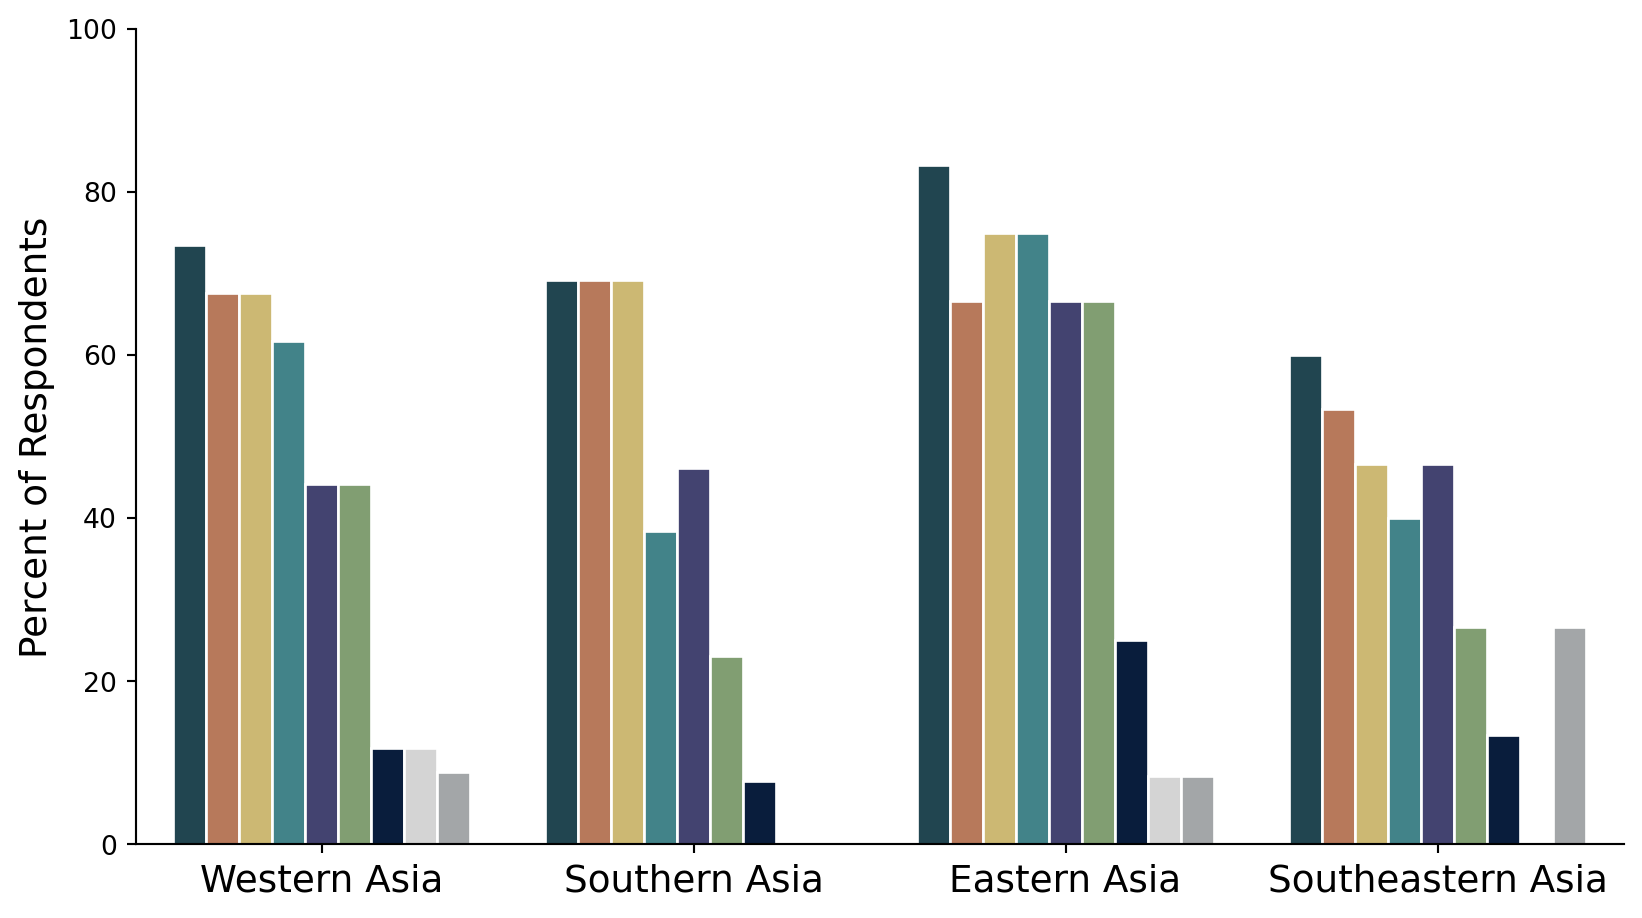 100
80
60
40
20
0
Percent of Respondents
Western Asia
Southern Asia
Eastern Asia
Southeastern Asia